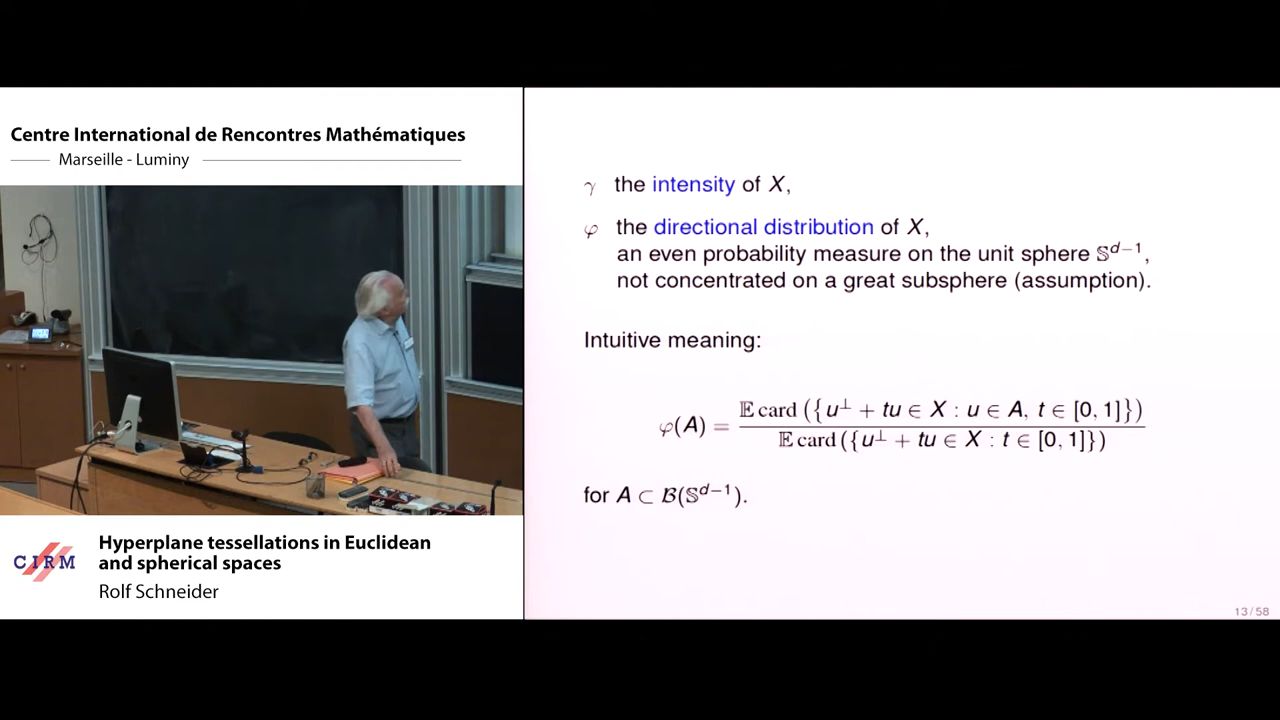 Centre International de Rencontres Mathématiques
Marseille - Luminy
CIRM
Hyperplane tessellations in Euclidean
and spherical spaces
Rolf Schneider
γ the intensity of X,
φ the directional distribution of X,
an even probability measure on the unit sphere 𝕊^{d−1},
not concentrated on a great subsphere (assumption).
Intuitive meaning:
φ(A) = 𝔼 card ({u^⊥ + tu ∈ X : u ∈ A, t ∈ [0, 1]}) / 𝔼 card ({u^⊥ + tu ∈ X : t ∈ [0, 1]})
for A ⊂ ℬ(𝕊^{d−1}).
13 / 58